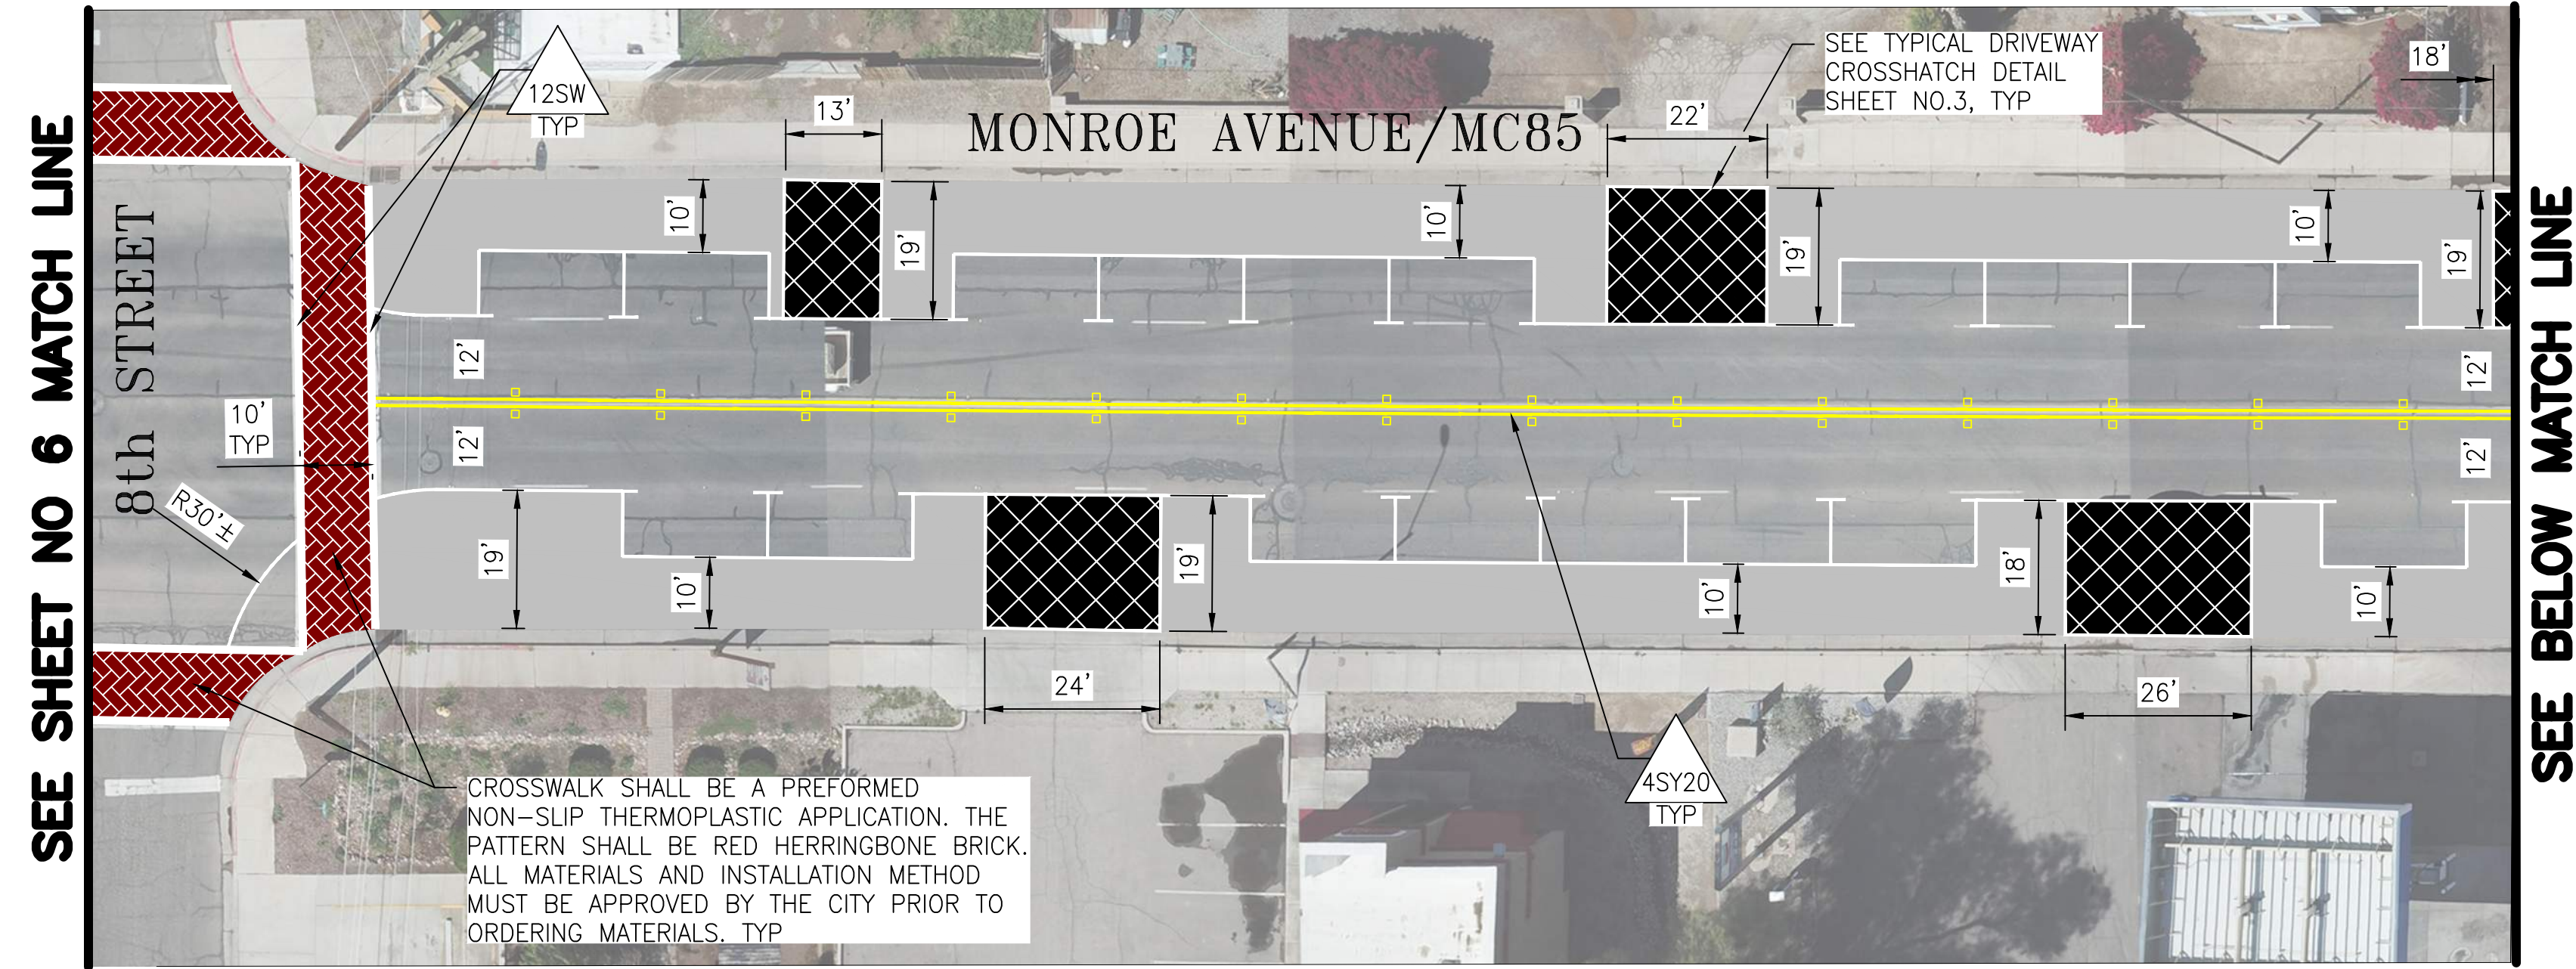 SEE SHEET NO 6 MATCH LINE
12SW
TYP
13'
MONROE AVENUE/MC85
22'
SEE TYPICAL DRIVEWAY
CROSSHATCH DETAIL
SHEET NO.3, TYP
18'
10'
19'
10'
19'
10'
19'
8th STREET
12'
12'
10'
TYP
R30'±
12'
12'
19'
10'
19'
10'
18'
10'
24'
26'
4SY20
TYP
CROSSWALK SHALL BE A PREFORMED
NON-SLIP THERMOPLASTIC APPLICATION. THE
PATTERN SHALL BE RED HERRINGBONE BRICK.
ALL MATERIALS AND INSTALLATION METHOD
MUST BE APPROVED BY THE CITY PRIOR TO
ORDERING MATERIALS. TYP
SEE BELOW MATCH LINE